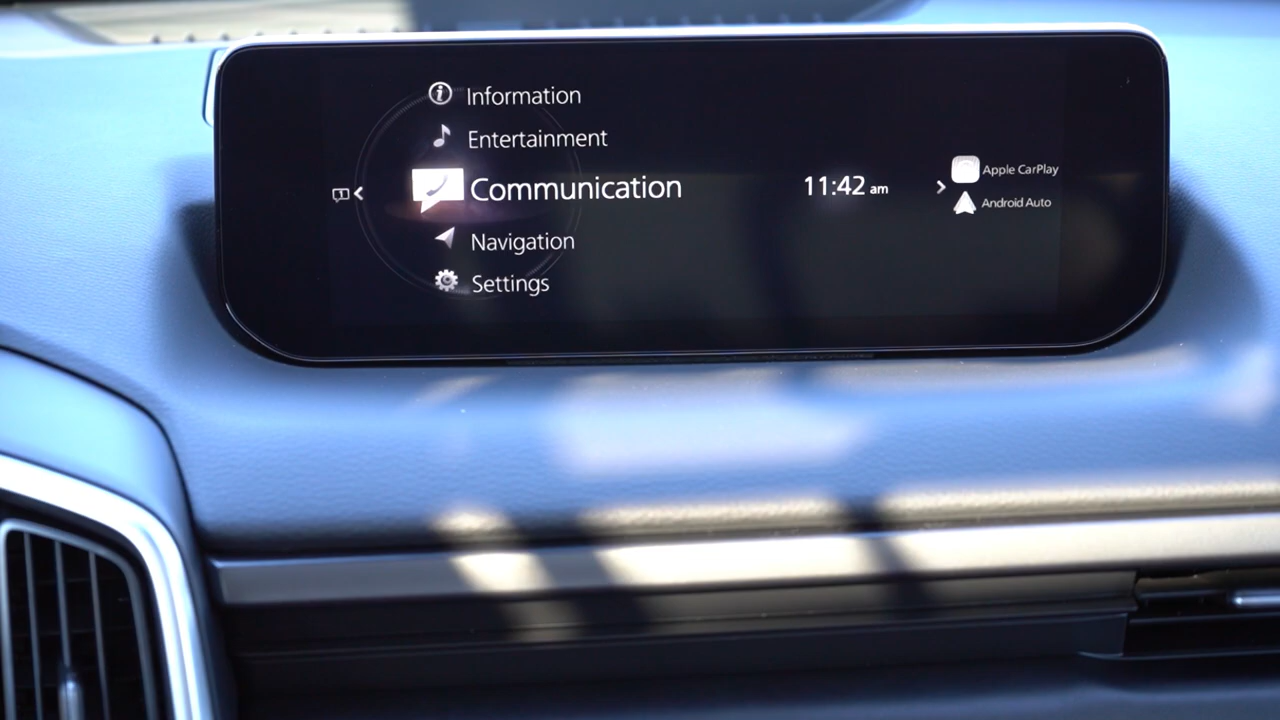 Information
Entertainment
Communication
Navigation
Settings
11:42 am
Apple CarPlay
Android Auto